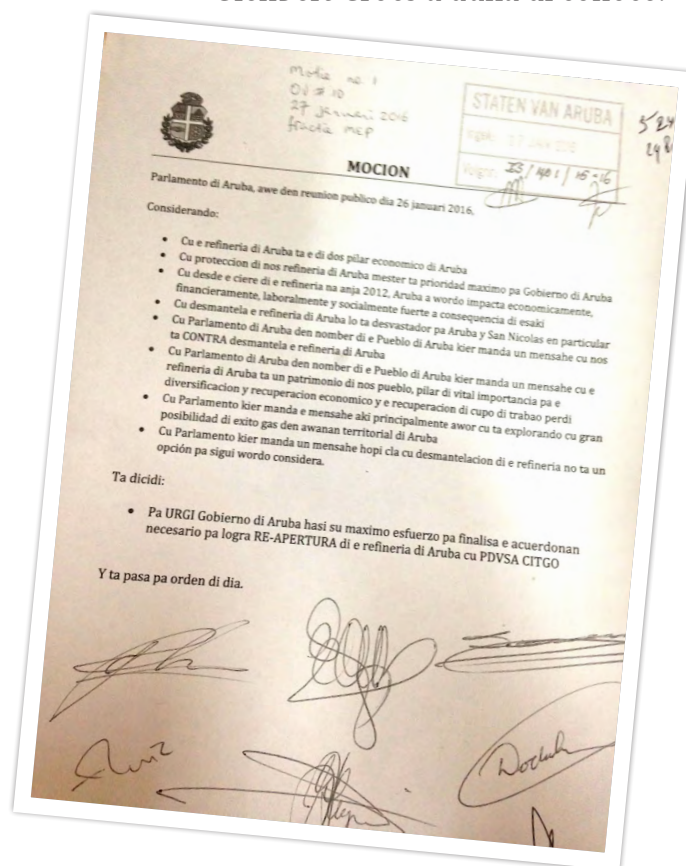 Motie no. 1
OV # 10
27 januari 2016
fractie MEP
STATEN VAN ARUBA
IS/401/15-16
MOCION
Parlamento di Aruba, awe den reunion publico dia 26 januari 2016,
Considerando:
• Cu e refineria di Aruba ta e di dos pilar economico di Aruba
• Cu proteccion di nos refineria di Aruba mester ta prioridad maximo pa Gobierno di Aruba
• Cu desde e ciere di e refineria na anja 2012, Aruba a wordo impacta economicamente,
financieramente, laboralmente y socialmente fuerte a consequencia di esaki
• Cu desmantela e refineria di Aruba lo ta desvastador pa Aruba y San Nicolas en particular
• Cu Parlamento di Aruba den nomber di e Pueblo di Aruba kier manda un mensahe cu nos
ta CONTRA desmantela e refineria di Aruba
• Cu Parlamento di Aruba den nomber di e Pueblo di Aruba kier manda un mensahe cu e
refineria di Aruba ta un patrimonio di nos pueblo, pilar di vital importancia pa e
diversificacion y recuperacion economico y e recuperacion di cupo di trabao perdi
• Cu Parlamento kier manda e mensahe aki principalmente awor cu ta explorando cu gran
posibilidad di exito gas den awanan territorial di Aruba
• Cu Parlamento kier manda un mensahe hopi cla cu desmantelacion di e refineria no ta un
opción pa sigui wordo considera.
Ta dicidi:
• Pa URGI Gobierno di Aruba hasi su maximo esfuerzo pa finalisa e acuerdonan
necesario pa logra RE-APERTURA di e refineria di Aruba cu PDVSA CITGO
Y ta pasa pa orden di dia.